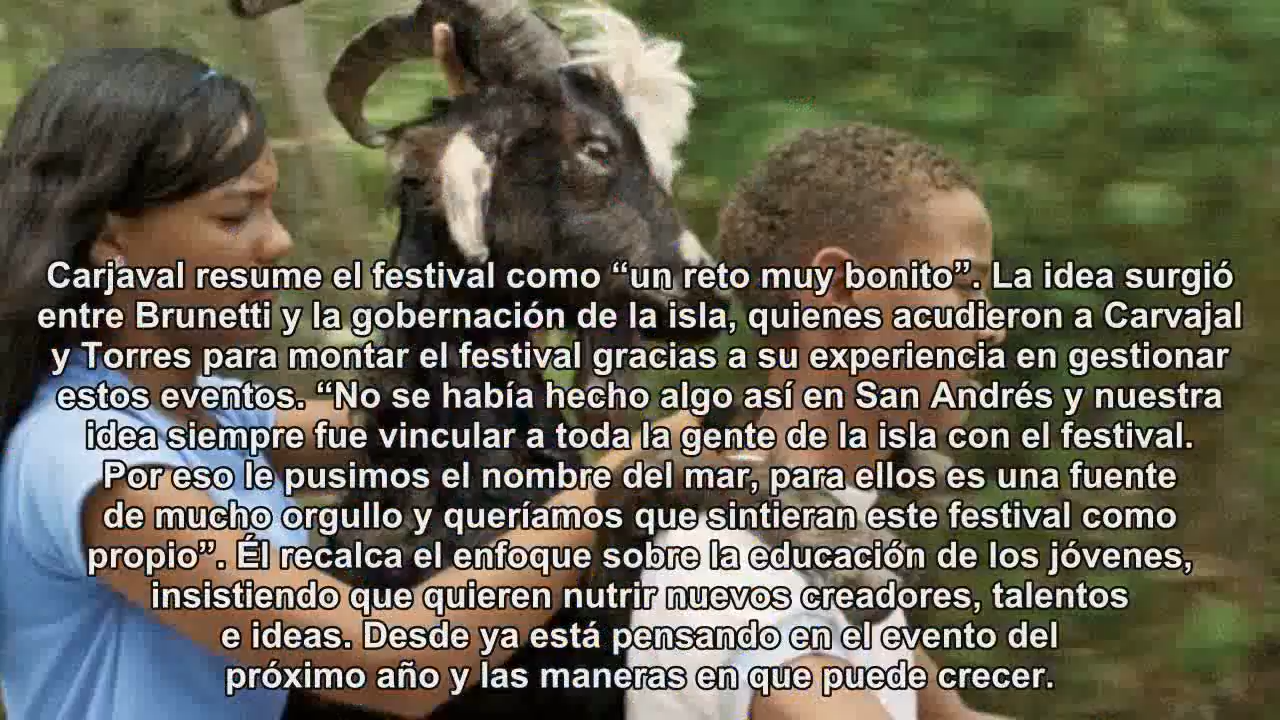 Carjaval resume el festival como “un reto muy bonito”. La idea surgió
entre Brunetti y la gobernación de la isla, quienes acudieron a Carvajal
y Torres para montar el festival gracias a su experiencia en gestionar
estos eventos. “No se había hecho algo así en San Andrés y nuestra
idea siempre fue vincular a toda la gente de la isla con el festival.
Por eso le pusimos el nombre del mar, para ellos es una fuente
de mucho orgullo y queríamos que sintieran este festival como
propio”. Él recalca el enfoque sobre la educación de los jóvenes,
insistiendo que quieren nutrir nuevos creadores, talentos
e ideas. Desde ya está pensando en el evento del
próximo año y las maneras en que puede crecer.